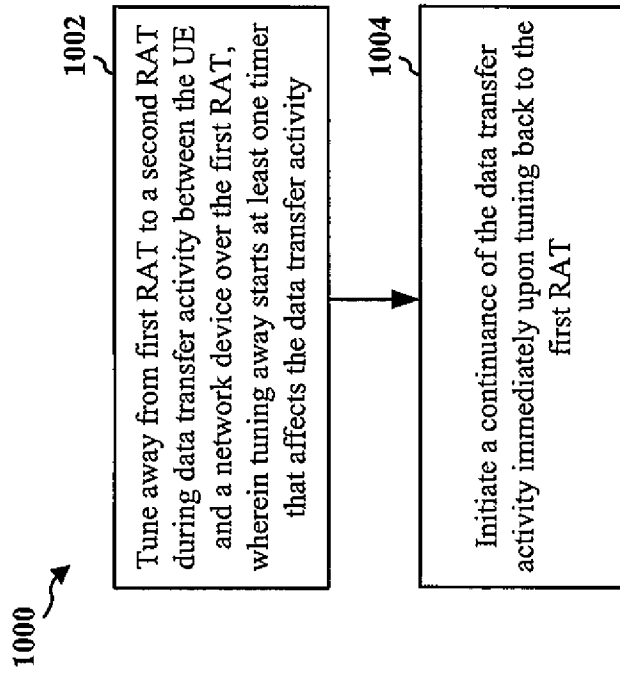 1000
1002
Tune away from first RAT to a second RAT
during data transfer activity between the UE
and a network device over the first RAT,
wherein tuning away starts at least one timer
that affects the data transfer activity
1004
Initiate a continuance of the data transfer
activity immediately upon tuning back to the
first RAT